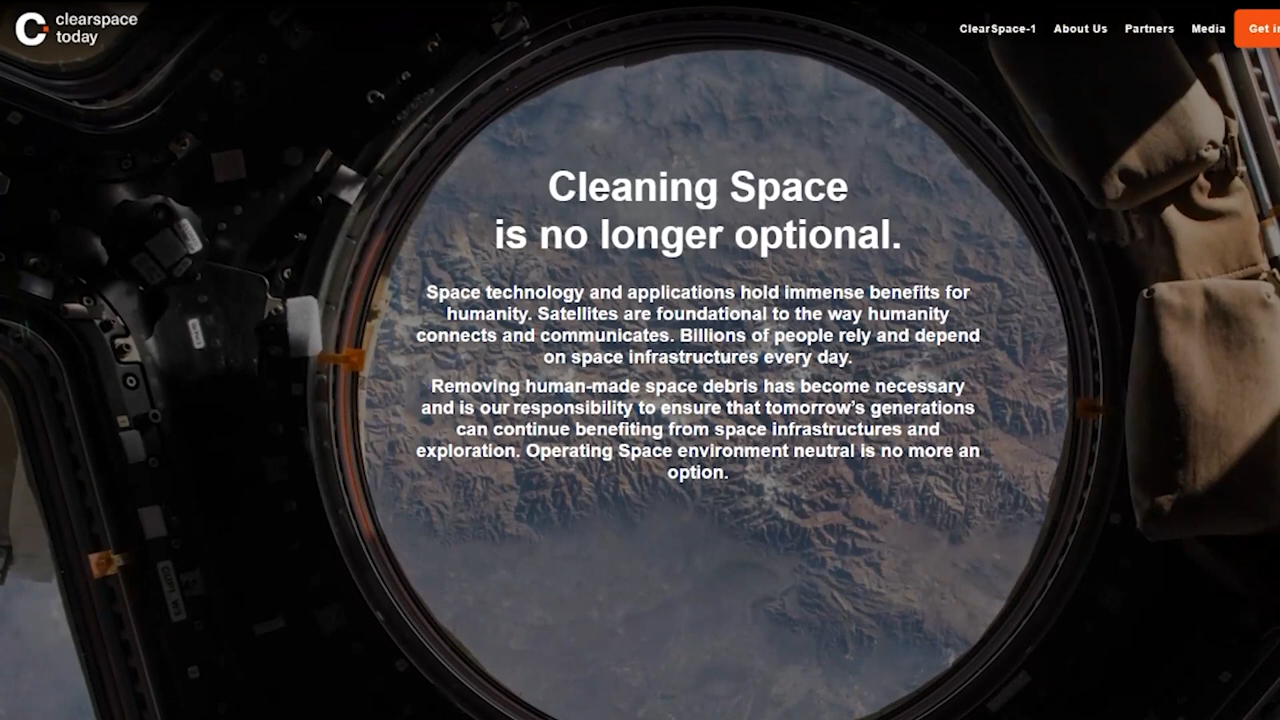 clearspace
today
ClearSpace-1 About Us Partners Media Get i
Cleaning Space
is no longer optional.
Space technology and applications hold immense benefits for
humanity. Satellites are foundational to the way humanity
connects and communicates. Billions of people rely and depend
on space infrastructures every day.
Removing human-made space debris has become necessary
and is our responsibility to ensure that tomorrow's generations
can continue benefiting from space infrastructures and
exploration. Operating Space environment neutral is no more an
option.